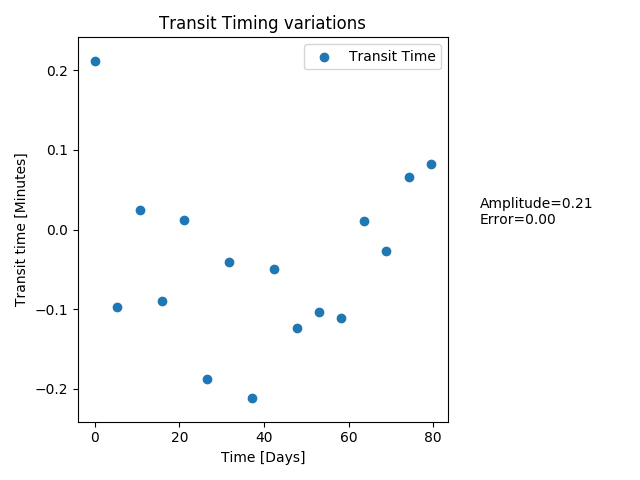 Transit Timing variations
Transit Time
0.2
0.1
0.0
−0.1
−0.2
Transit time [Minutes]
0
20
40
60
80
Time [Days]
Amplitude=0.21
Error=0.00